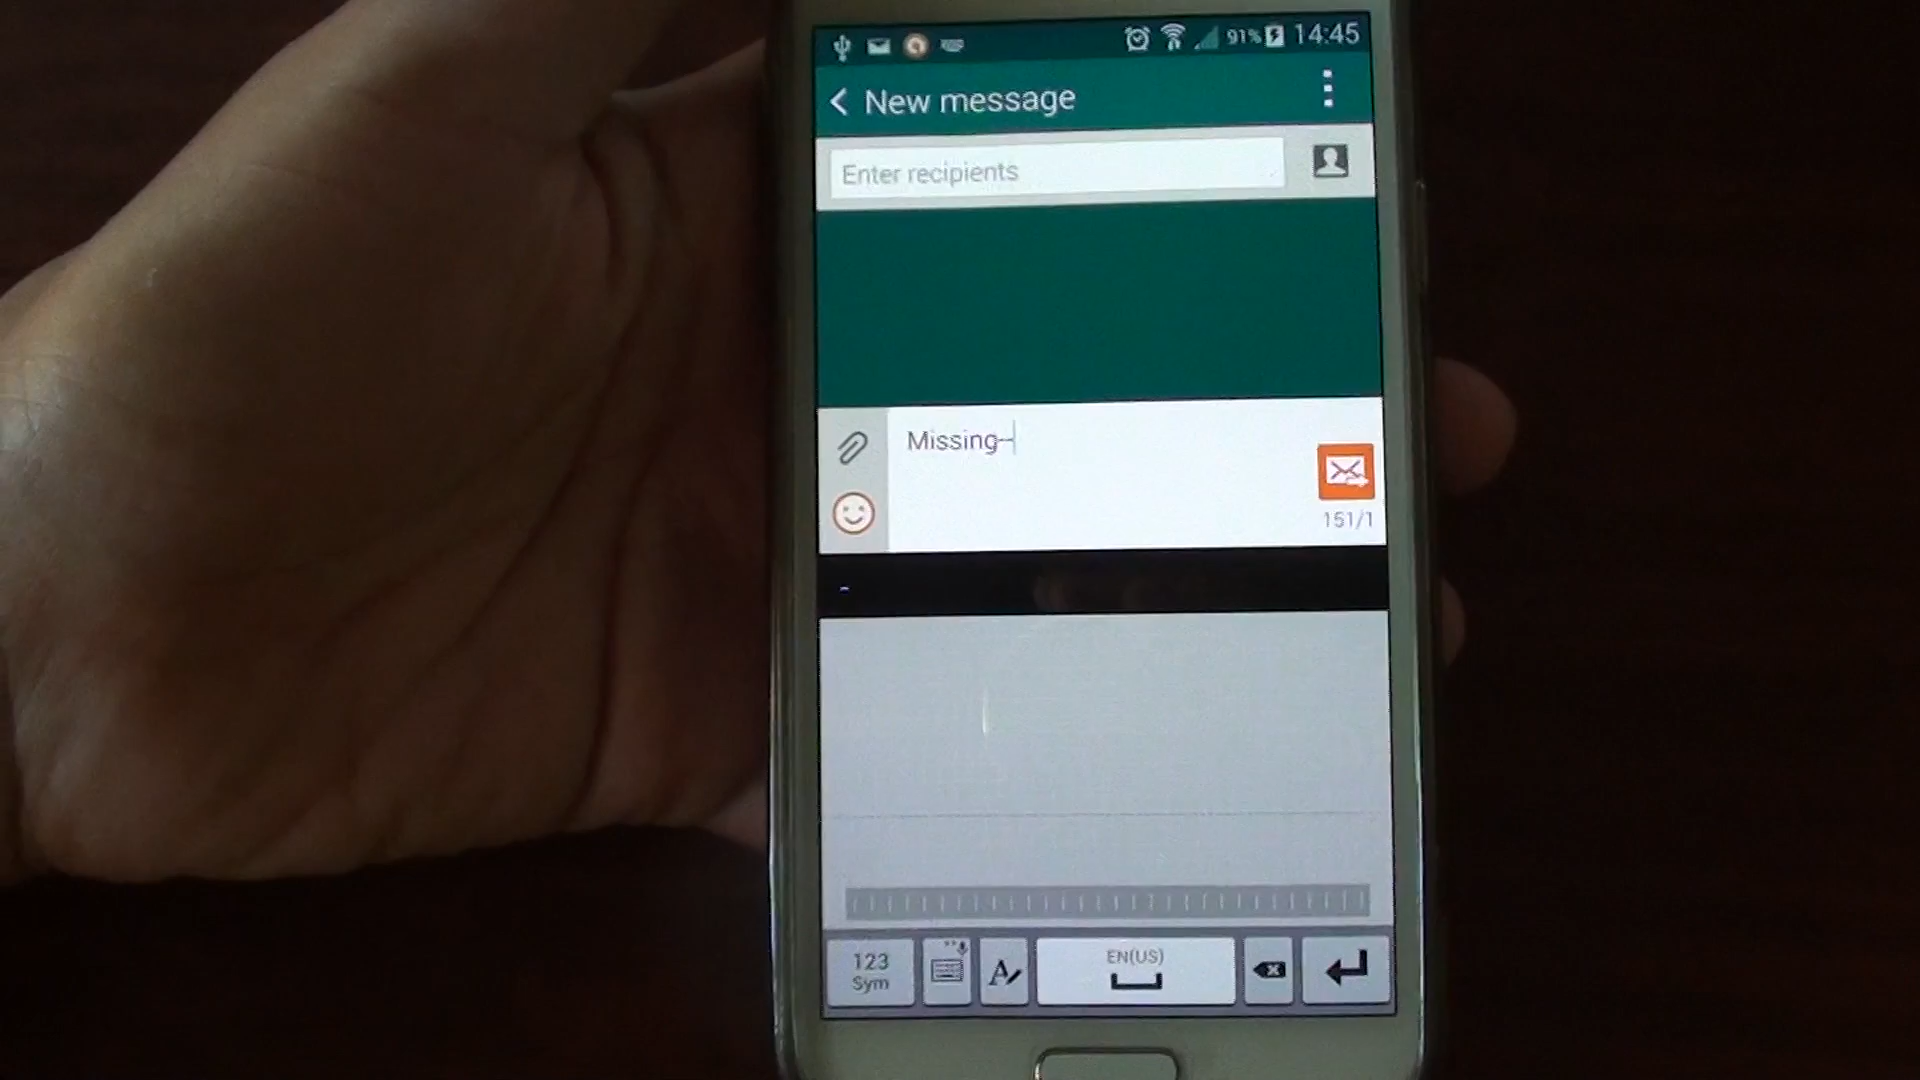 91% 14:45
New message
Enter recipients
Missing-
151/1
-
123
Sym
EN(US)